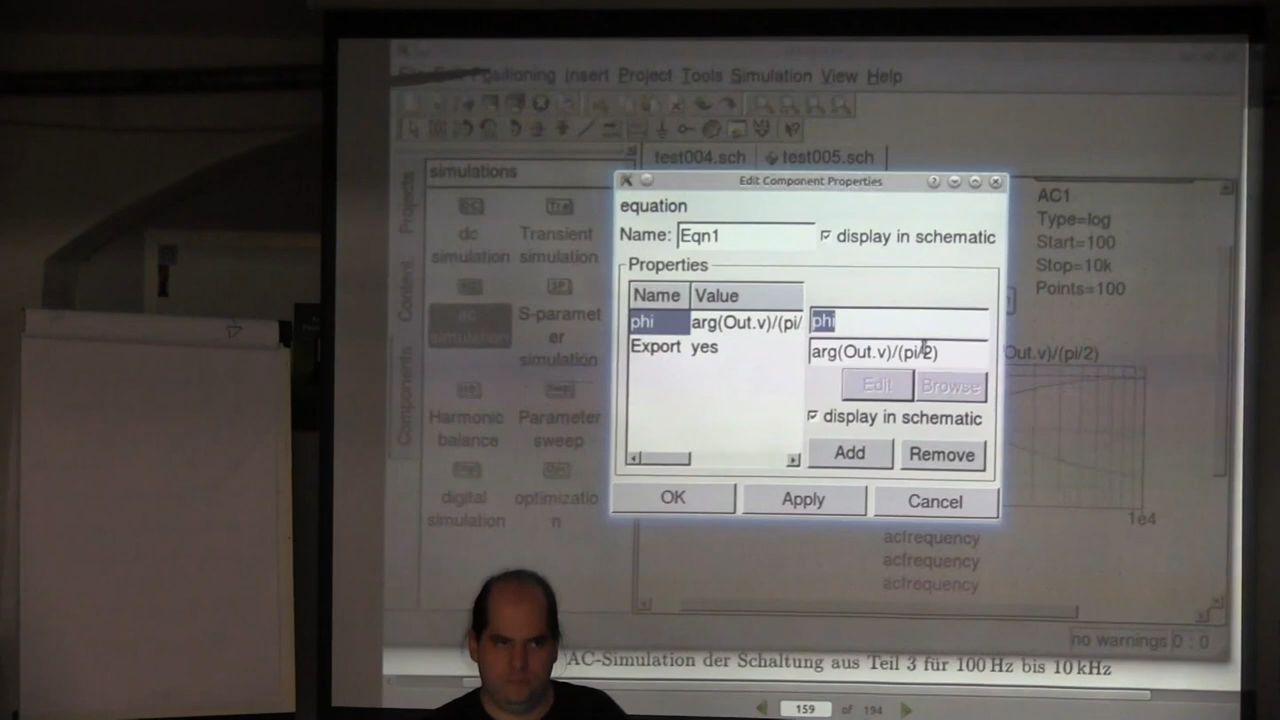 Positioning Insert Project Tools Simulation View Help
simulations
test004.sch
test005.sch
Projects
Content
Components
dc simulation
Transient simulation
ac simulation
S-paramet
er
simulation
Harmonic balance
Parameter sweep
digital simulation
optimizatio
n
Edit Component Properties
equation
Name: Eqn1 display in schematic
Properties
Name Value
phi arg(Out.v)/(pi/
Export yes
phi
arg(Out.v)/(pi/2)
Edit Browse
display in schematic
Add Remove
OK Apply Cancel
AC1
Type=log
Start=100
Stop=10k
Points=100
Out.v)/(pi/2)
1e4
acfrequency
acfrequency
acfrequency
no warnings 0 : 0
AC-Simulation der Schaltung aus Teil 3 für 100 Hz bis 10 kHz
159 of 194